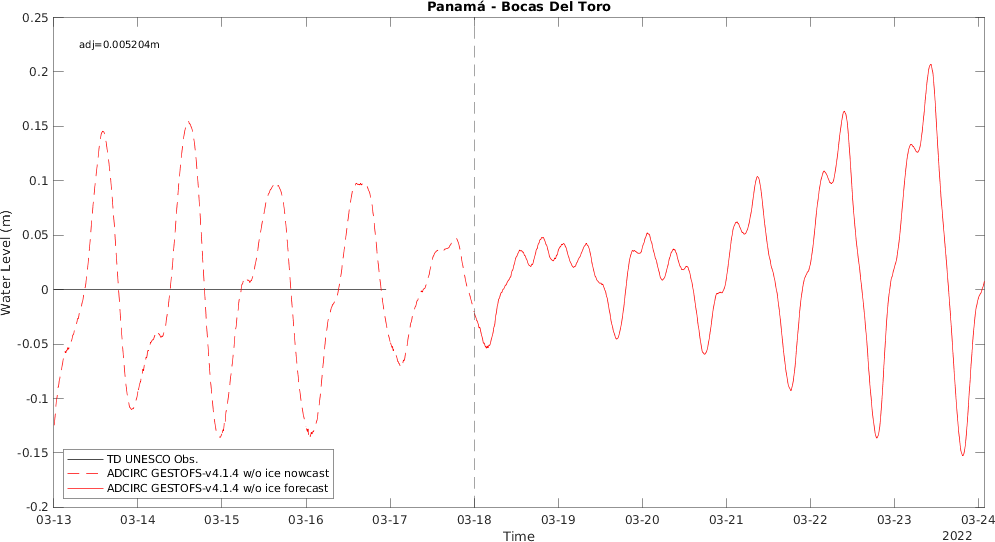 Panamá - Bocas Del Toro
adj=0.005204m
Water Level (m)
0.25
0.2
0.15
0.1
0.05
0
-0.05
-0.1
-0.15
-0.2
TD UNESCO Obs.
ADCIRC GESTOFS-v4.1.4 w/o ice nowcast
ADCIRC GESTOFS-v4.1.4 w/o ice forecast
03-13 03-14 03-15 03-16 03-17 03-18 03-19 03-20 03-21 03-22 03-23 03-24
Time
2022